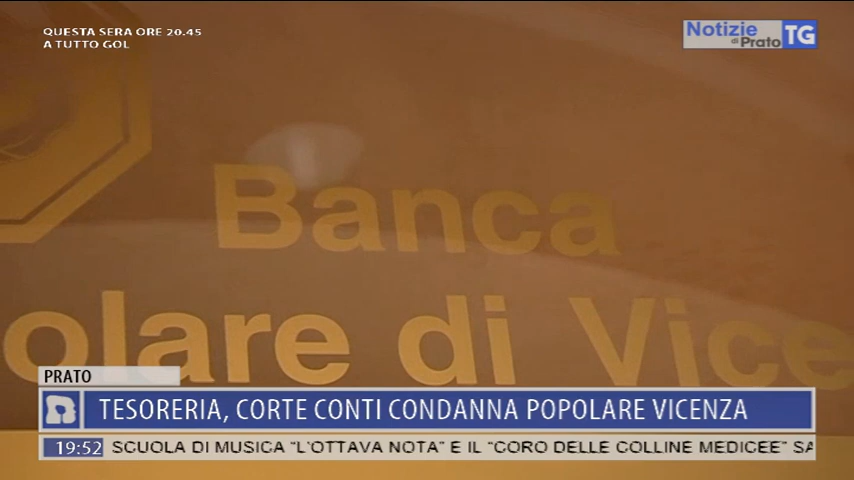 QUESTA SERA ORE 20.45
A TUTTO GOL
Notizie
di Prato TG
Banca
olare di Vice
PRATO
TESORERIA, CORTE CONTI CONDANNA POPOLARE VICENZA
19:52 SCUOLA DI MUSICA "L'OTTAVA NOTA" E IL "CORO DELLE COLLINE MEDICEE" SA